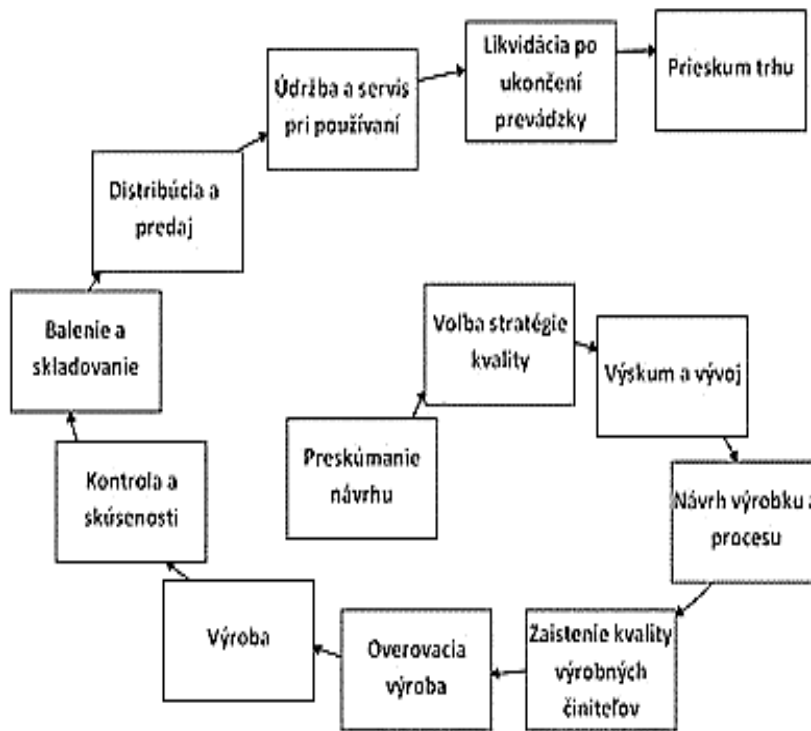 Likvidácia po
ukončení
prevádzky
Prieskum trhu
Údržba a servis
pri používaní
Distribúcia a
predaj
Balenie a
skladovanie
Voľba stratégie
kvality
Výskum a vývoj
Preskúmanie
návrhu
Kontrola a
skúsenosti
Návrh výrobku a
procesu
Výroba
Overovacia
výroba
Zaistenie kvality
výrobných
činiteľov